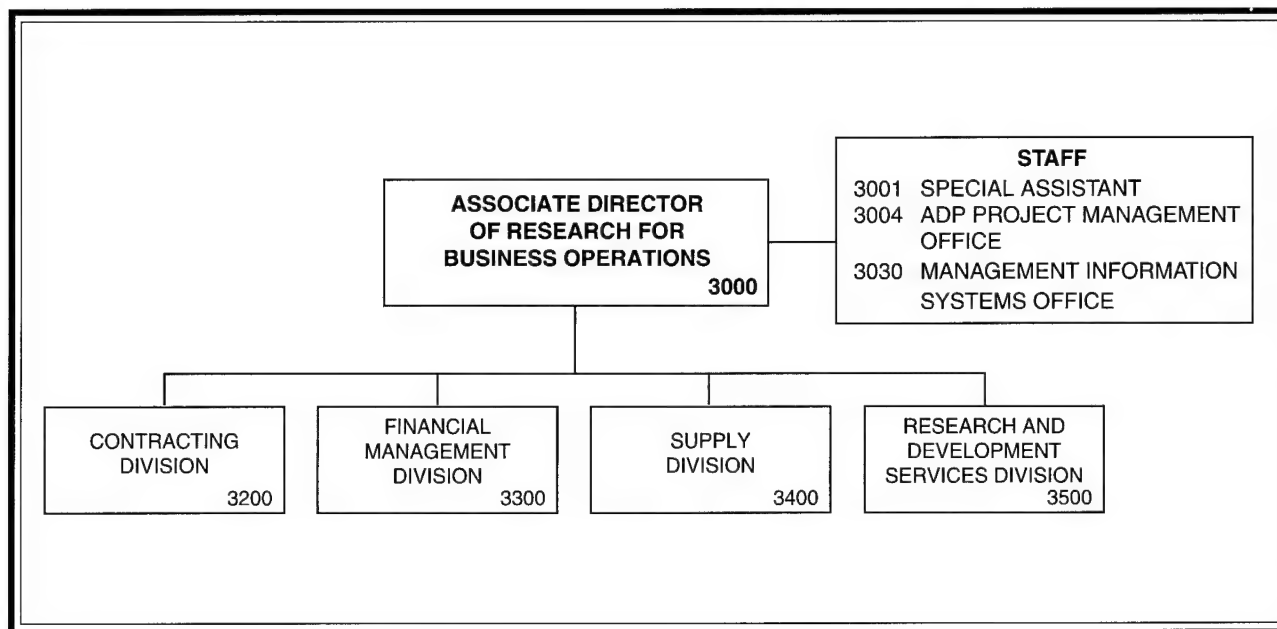 ASSOCIATE DIRECTOR
OF RESEARCH FOR
BUSINESS OPERATIONS
3000
STAFF
3001 SPECIAL ASSISTANT
3004 ADP PROJECT MANAGEMENT
OFFICE
3030 MANAGEMENT INFORMATION
SYSTEMS OFFICE
CONTRACTING
DIVISION
3200
FINANCIAL
MANAGEMENT
DIVISION
3300
SUPPLY
DIVISION
3400
RESEARCH AND
DEVELOPMENT
SERVICES DIVISION
3500